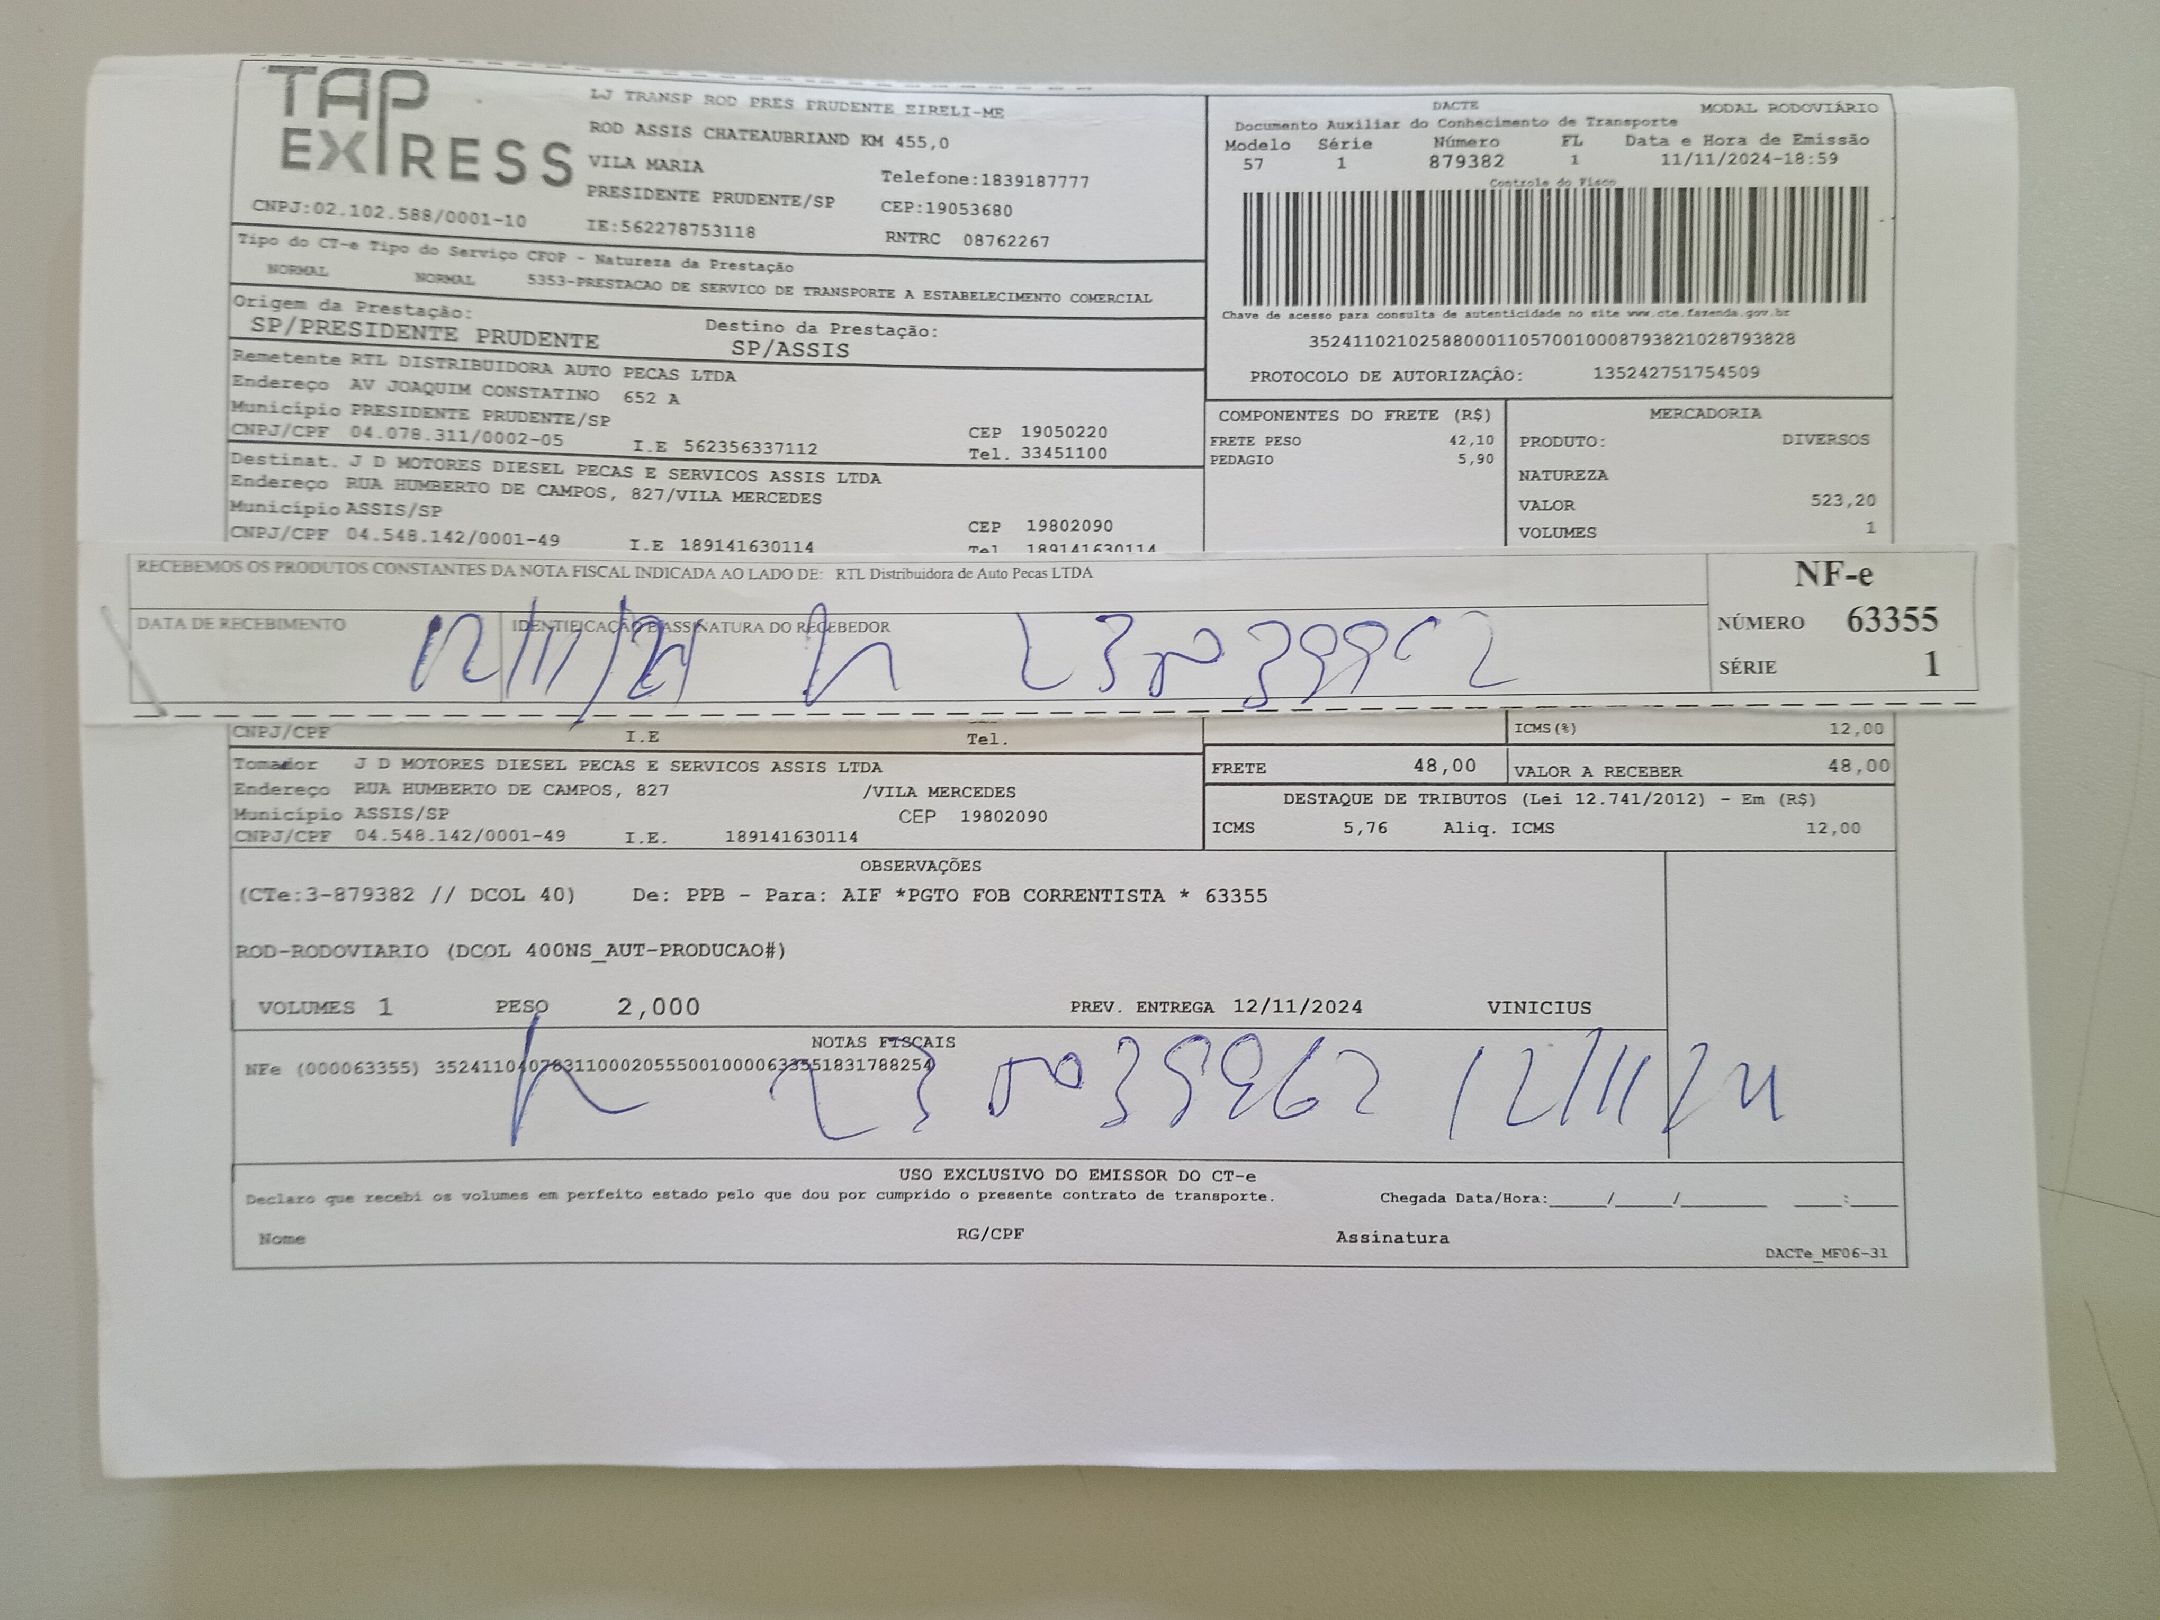 TAP EXPRESS
LJ TRANSP ROD PRES PRUDENTE EIRELI-ME
ROD ASSIS CHATEAUBRIAND KM 455,0
VILA MARIA
Telefone:1839187777
PRESIDENTE PRUDENTE/SP CEP:19053680
CNPJ:02.102.588/0001-10 IE:562278753118 RNTRC 08762267
Tipo do CT-e Tipo do Serviço CFOP - Natureza da Prestação
NORMAL NORMAL 5353-PRESTACAO DE SERVICO DE TRANSPORTE A ESTABELECIMENTO COMERCIAL
Origem da Prestação: Destino da Prestação:
SP/PRESIDENTE PRUDENTE SP/ASSIS
Remetente RTL DISTRIBUIDORA AUTO PECAS LTDA
Endereço AV JOAQUIM CONSTATINO 652 A
Município PRESIDENTE PRUDENTE/SP CEP 19050220
CNPJ/CPF 04.078.311/0002-05 I.E 562356337112 Tel. 33451100
Destinat. J D MOTORES DIESEL PECAS E SERVICOS ASSIS LTDA
Endereço RUA HUMBERTO DE CAMPOS, 827/VILA MERCEDES
Município ASSIS/SP CEP 19802090
CNPJ/CPF 04.548.142/0001-49 I.E 189141630114 Tel 189141630114
DACTE MODAL RODOVIÁRIO
Documento Auxiliar do Conhecimento de Transporte
Modelo Série Número FL Data e Hora de Emissão
57 1 879382 1 11/11/2024-18:59
Controle do Fisco
Chave de acesso para consulta de autenticidade no site www.cte.fazenda.gov.br
35241102102588000110570010008793821028793828
PROTOCOLO DE AUTORIZAÇÃO: 135242751754509
COMPONENTES DO FRETE (R$) MERCADORIA
FRETE PESO 42,10 PRODUTO: DIVERSOS
PEDAGIO 5,90
NATUREZA
VALOR 523,20
VOLUMES 1
RECEBEMOS OS PRODUTOS CONSTANTES DA NOTA FISCAL INDICADA AO LADO DE: RTL Distribuidora de Auto Pecas LTDA
DATA DE RECEBIMENTO IDENTIFICAÇÃO E ASSINATURA DO RECEBEDOR
12/11/24
NF-e
NÚMERO 63355
SÉRIE 1
CNPJ/CPF I.E Tel. ICMS(%) 12,00
Tomador J D MOTORES DIESEL PECAS E SERVICOS ASSIS LTDA
Endereço RUA HUMBERTO DE CAMPOS, 827 /VILA MERCEDES
Município ASSIS/SP CEP 19802090
CNPJ/CPF 04.548.142/0001-49 I.E. 189141630114
FRETE 48,00 VALOR A RECEBER 48,00
DESTAQUE DE TRIBUTOS (Lei 12.741/2012) - Em (R$)
ICMS 5,76 Aliq. ICMS 12,00
OBSERVAÇÕES
(CTe:3-879382 // DCOL 40) De: PPB - Para: AIF *PGTO FOB CORRENTISTA * 63355
ROD-RODOVIARIO (DCOL 400NS_AUT-PRODUCAO#)
VOLUMES 1 PESO 2,000 PREV. ENTREGA 12/11/2024 VINICIUS
NOTAS FISCAIS
NFe (000063355) 35241104078311000205550010000633551831788254
12/11/24
USO EXCLUSIVO DO EMISSOR DO CT-e
Declaro que recebi os volumes em perfeito estado pelo que dou por cumprido o presente contrato de transporte. Chegada Data/Hora:____/____/______ ___:___
Nome RG/CPF Assinatura
DACTe_MF06-31